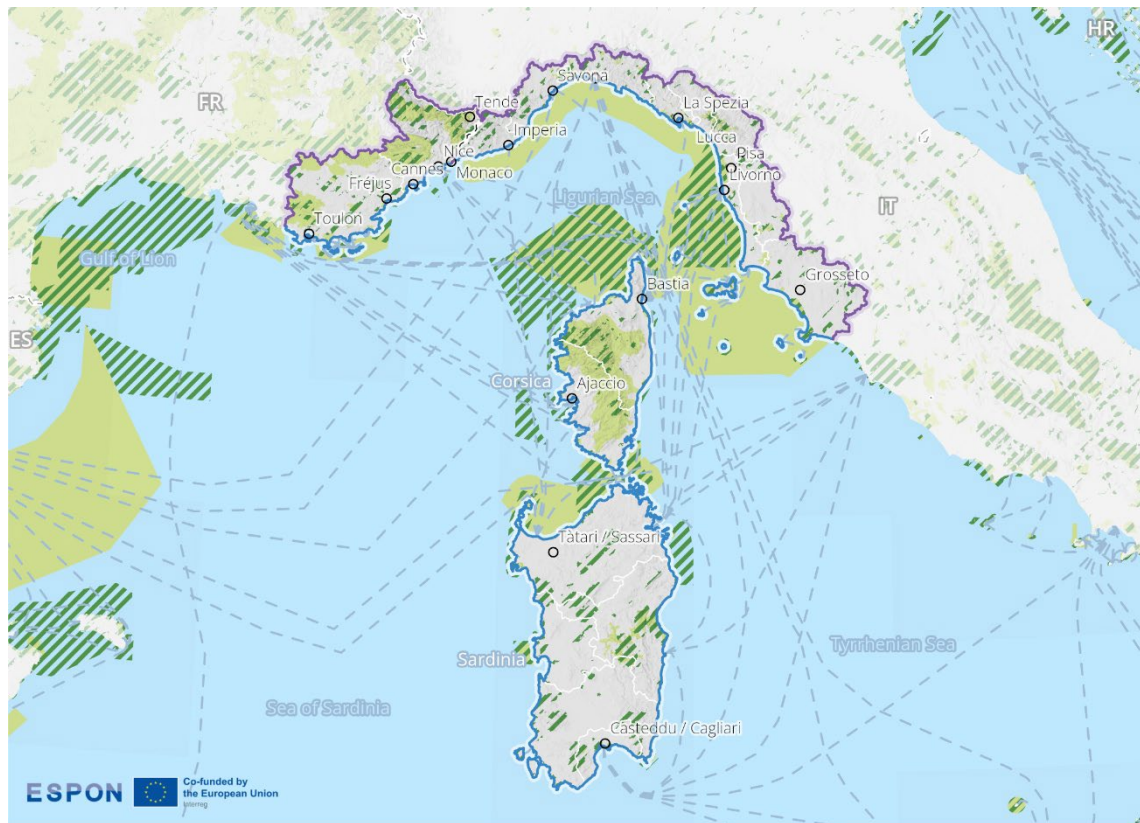 HR
FR
Savona
Tende
La Spezia
Imperia
Lucca
Nice
Pisa
Monaco
Cannes
Livorno
Fréjus
Ligurian Sea
IT
Toulon
Gulf of Lion
Grosseto
Bastia
ES
Corsica
Ajaccio
Tàtari / Sassari
Tyrrhenian Sea
Sardinia
Sea of Sardinia
Casteddu / Cagliari
ESPON
Co-funded by
the European Union
Interreg